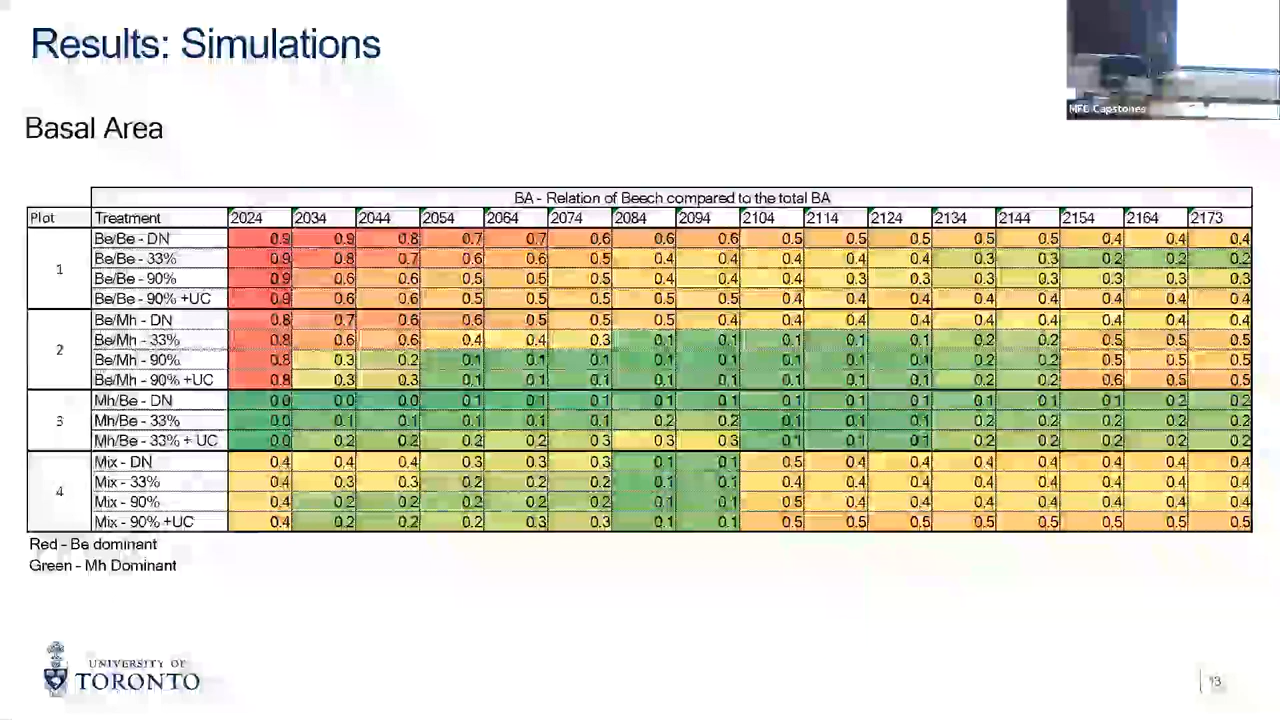 Results: Simulations
MFC Capstones
Basal Area
BA - Relation of Beech compared to the total BA
Plot Treatment 2024 2034 2044 2054 2064 2074 2084 2094 2104 2114 2124 2134 2144 2154 2164 2173
1
Be/Be - DN 0.9 0.9 0.8 0.7 0.7 0.6 0.6 0.6 0.5 0.5 0.5 0.5 0.5 0.4 0.4 0.4
Be/Be - 33% 0.9 0.8 0.7 0.6 0.6 0.5 0.4 0.4 0.4 0.4 0.4 0.3 0.3 0.2 0.2 0.2
Be/Be - 90% 0.9 0.6 0.6 0.5 0.5 0.5 0.4 0.4 0.4 0.3 0.3 0.3 0.3 0.3 0.3 0.3
Be/Be - 90% +UC 0.9 0.6 0.6 0.5 0.5 0.5 0.5 0.5 0.4 0.4 0.4 0.4 0.4 0.4 0.4 0.4
2
Be/Mh - DN 0.8 0.7 0.6 0.6 0.5 0.5 0.5 0.4 0.4 0.4 0.4 0.4 0.4 0.4 0.4 0.4
Be/Mh - 33% 0.8 0.6 0.6 0.4 0.4 0.3 0.1 0.1 0.1 0.1 0.1 0.2 0.2 0.5 0.5 0.5
Be/Mh - 90% 0.8 0.3 0.2 0.1 0.1 0.1 0.1 0.1 0.1 0.1 0.1 0.2 0.2 0.5 0.5 0.5
Be/Mh - 90% +UC 0.8 0.3 0.3 0.1 0.1 0.1 0.1 0.1 0.1 0.1 0.1 0.2 0.2 0.6 0.5 0.5
3
Mh/Be - DN 0.0 0.0 0.0 0.1 0.1 0.1 0.1 0.1 0.1 0.1 0.1 0.1 0.1 0.1 0.2 0.2
Mh/Be - 33% 0.0 0.1 0.1 0.1 0.1 0.1 0.2 0.2 0.1 0.1 0.1 0.2 0.2 0.2 0.2 0.2
Mh/Be - 33% + UC 0.0 0.2 0.2 0.2 0.2 0.3 0.3 0.3 0.1 0.1 0.1 0.2 0.2 0.2 0.2 0.2
4
Mix - DN 0.4 0.4 0.4 0.3 0.3 0.3 0.1 0.1 0.5 0.4 0.4 0.4 0.4 0.4 0.4 0.4
Mix - 33% 0.4 0.3 0.3 0.2 0.2 0.2 0.1 0.1 0.4 0.4 0.4 0.4 0.4 0.4 0.4 0.4
Mix - 90% 0.4 0.2 0.2 0.2 0.2 0.2 0.1 0.1 0.5 0.4 0.4 0.4 0.4 0.4 0.4 0.4
Mix - 90% +UC 0.4 0.2 0.2 0.2 0.3 0.3 0.1 0.1 0.5 0.5 0.5 0.5 0.5 0.5 0.5 0.5
Red - Be dominant
Green - Mh Dominant
UNIVERSITY OF
TORONTO
13